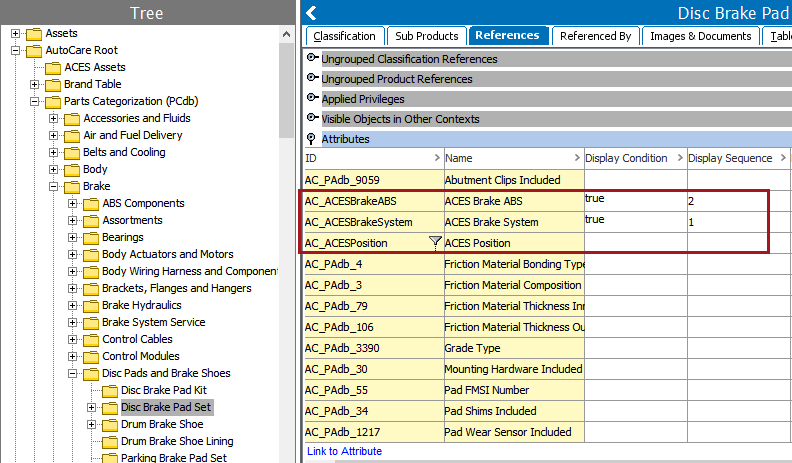 Tree
Assets
AutoCare Root
ACES Assets
Brand Table
Parts Categorization (PCdb)
Accessories and Fluids
Air and Fuel Delivery
Belts and Cooling
Body
Brake
ABS Components
Assortments
Bearings
Body Actuators and Motors
Body Wiring Harness and Component
Brackets, Flanges and Hangers
Brake Hydraulics
Brake System Service
Control Cables
Control Modules
Disc Pads and Brake Shoes
Disc Brake Pad Kit
Disc Brake Pad Set
Drum Brake Shoe
Drum Brake Shoe Lining
Parking Brake Pad Set
Disc Brake Pad
Classification Sub Products References Referenced By Images & Documents Table
Ungrouped Classification References
Ungrouped Product References
Applied Privileges
Visible Objects in Other Contexts
Attributes
ID > Name > Display Condition > Display Sequence >
AC_PAdb_9059 Abutment Clips Included
AC_ACESBrakeABS ACES Brake ABS true 2
AC_ACESBrakeSystem ACES Brake System true 1
AC_ACESPosition ACES Position
AC_PAdb_4 Friction Material Bonding Type
AC_PAdb_3 Friction Material Composition
AC_PAdb_79 Friction Material Thickness Inn
AC_PAdb_106 Friction Material Thickness Ou
AC_PAdb_3390 Grade Type
AC_PAdb_30 Mounting Hardware Included
AC_PAdb_55 Pad FMSI Number
AC_PAdb_34 Pad Shims Included
AC_PAdb_1217 Pad Wear Sensor Included
Link to Attribute